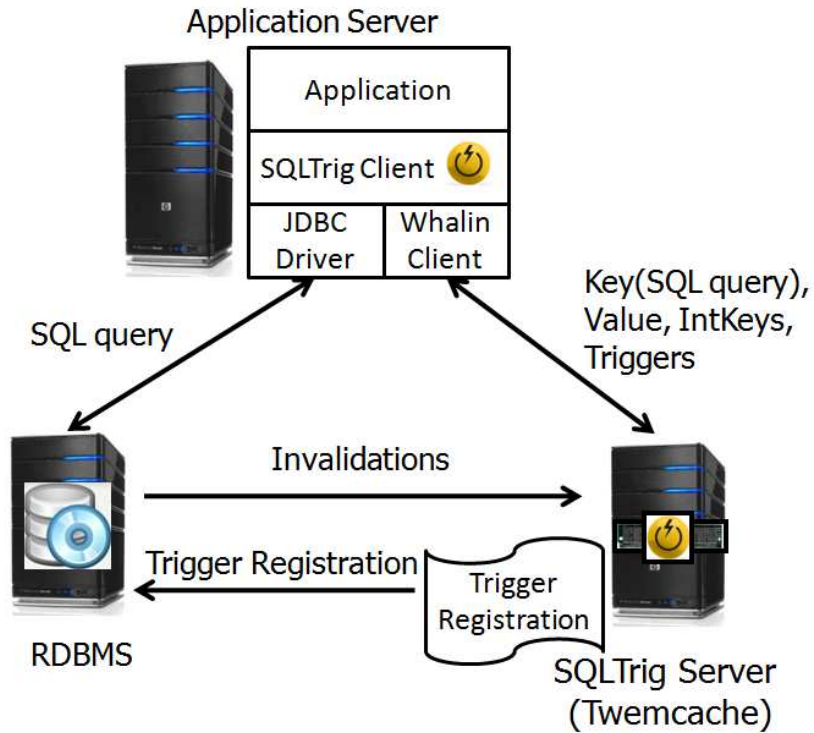 Application Server
Application
SQLTrig Client
JDBC
Driver
Whalin
Client
Key(SQL query),
Value, IntKeys,
Triggers
SQL query
Invalidations
Trigger Registration
Trigger
Registration
RDBMS
SQLTrig Server
(Twemcache)